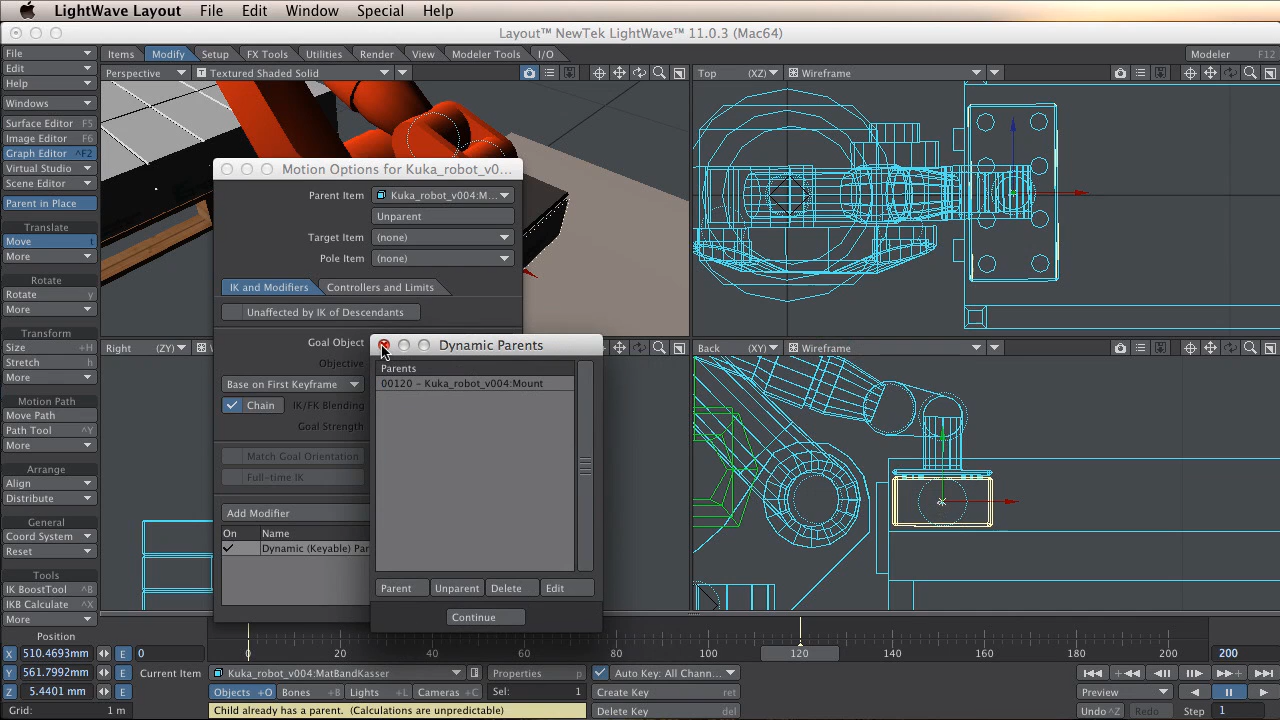 LightWave Layout File Edit Window Special Help
Layout™ NewTek LightWave™ 11.0.3 (Mac64)
File Items Modify Setup FX Tools Utilities Render View Modeler Tools I/O Modeler F12
Edit Perspective Textured Shaded Solid Top (XZ) Wireframe
Help
Windows
Surface Editor F5
Image Editor F6
Graph Editor ^F2
Virtual Studio
Scene Editor
Parent in Place
Translate
Move t
More
Rotate
Rotate y
More
Transform
Size +H
Stretch h
More
Motion Path
Move Path
Path Tool ^Y
More
Arrange
Align
Distribute
General
Coord System
Reset
Tools
IK BoostTool ^B
IKB Calculate ^K
More
Motion Options for Kuka_robot_v0...
Parent Item Kuka_robot_v004:M...
Unparent
Target Item (none)
Pole Item (none)
IK and Modifiers Controllers and Limits
Unaffected by IK of Descendants
Goal Object
Objective
Base on First Keyframe
Chain IK/FK Blending
Goal Strength
Match Goal Orientation
Full-time IK
Add Modifier
On Name
Dynamic (Keyable) Par
Dynamic Parents
Parents
00120 - Kuka_robot_v004:Mount
Parent Unparent Delete Edit
Continue
Right (ZY)
Back (XY) Wireframe
Position
X 510.4693mm E
Y 561.7992mm E
Z 5.4401 mm E
Grid: 1 m
0 0 20 40 60 80 100 120 140 160 180 200
Current Item Kuka_robot_v004:MatBandKasser Properties p Auto Key: All Chann...
Objects +O Bones +B Lights +L Cameras +C Sel: 1 Create Key ret Preview
Child already has a parent. (Calculations are unpredictable) Delete Key del Undo ^Z Redo Step 1